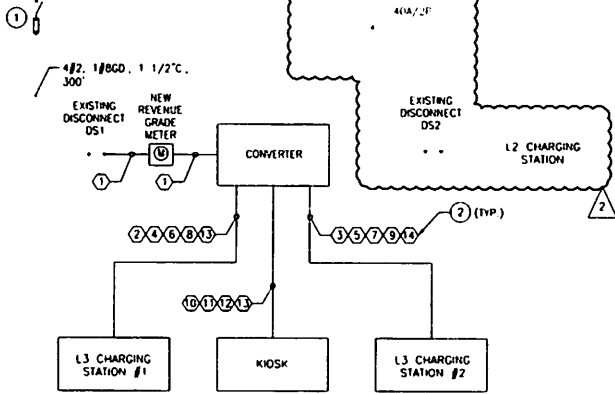 1
40A/2P
4#2, 1#8GD, 1 1/2"C,
300'
EXISTING
DISCONNECT
DS1
NEW
REVENUE
GRADE
METER
M
CONVERTER
EXISTING
DISCONNECT
DS2
L2 CHARGING
STATION
1
1
2
2 4 6 8 13
3 5 7 9 14
2 (TYP.)
10 11 12 13
L3 CHARGING
STATION #1
KIOSK
L3 CHARGING
STATION #2